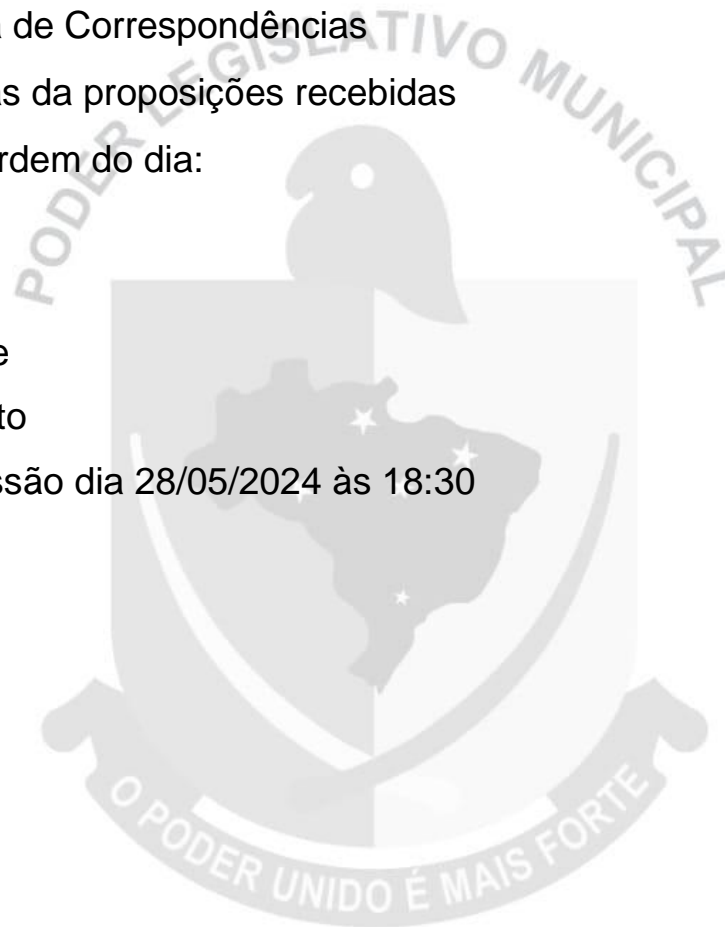 a de Correspondências
PODER LEGISLATIVO MUNICIPAL
as da proposições recebidas
rdem do dia:
e
to
ssão dia 28/05/2024 às 18:30
O PODER UNIDO É MAIS FORTE